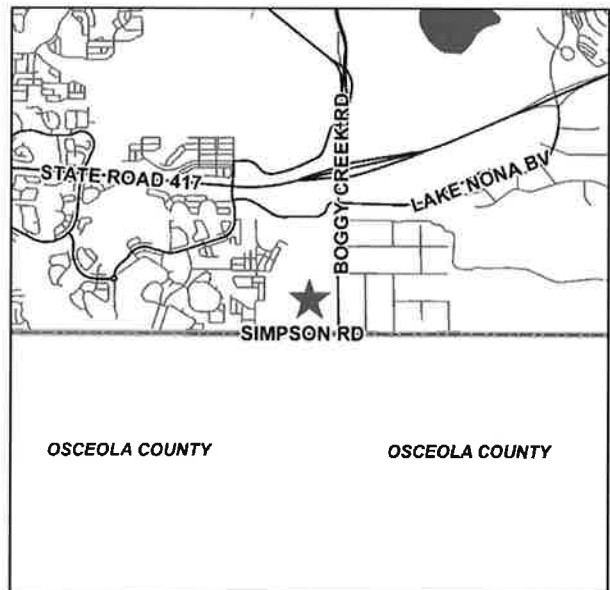 BOGGY CREEK RD
STATE ROAD 417
LAKE NONA BV
SIMPSON RD
OSCEOLA COUNTY
OSCEOLA COUNTY